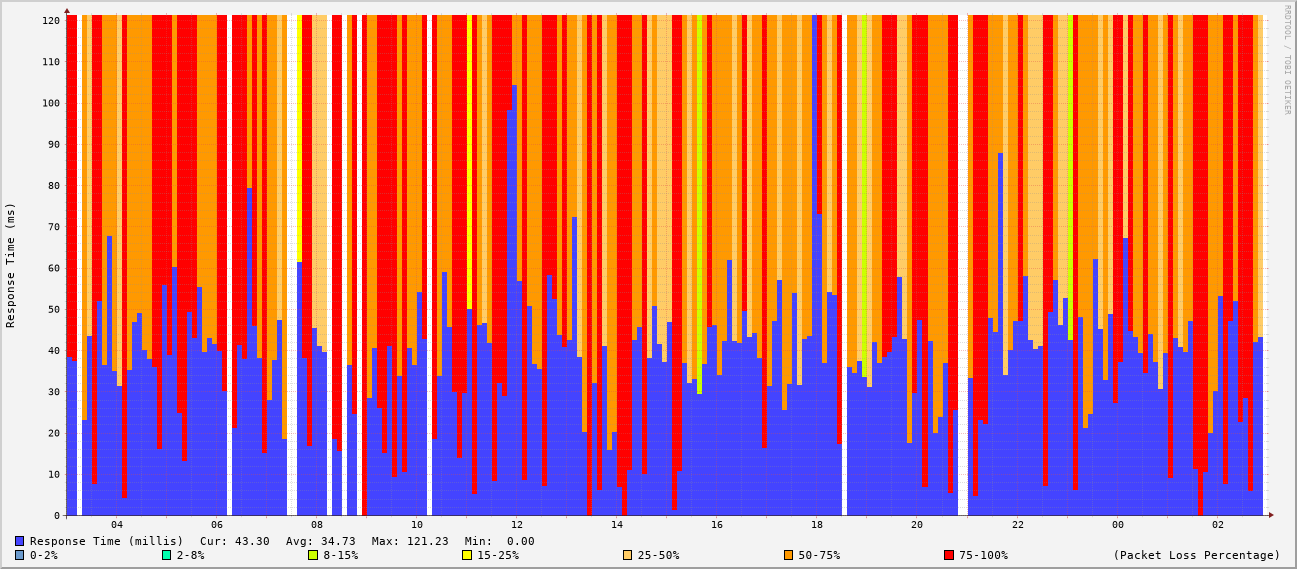 RRDTOOL / TOBI OETIKER
Response Time (ms)
120
110
100
90
80
70
60
50
40
30
20
10
0
04 06 08 10 12 14 16 18 20 22 00 02
Response Time (millis) Cur: 43.30 Avg: 34.73 Max: 121.23 Min: 0.00
0-2% 2-8% 8-15% 15-25% 25-50% 50-75% 75-100% (Packet Loss Percentage)